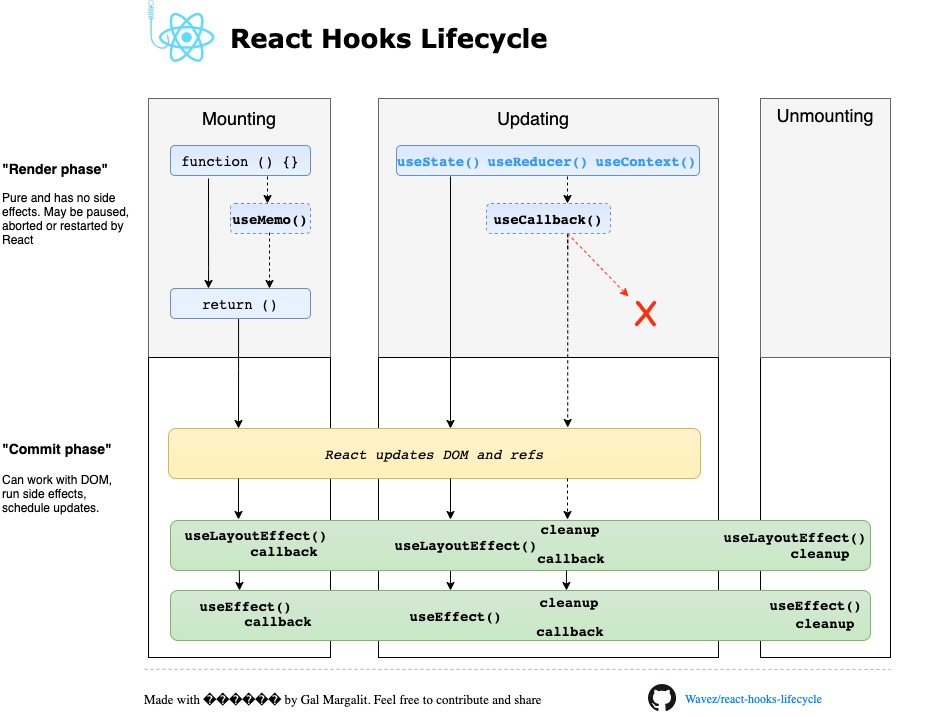 React Hooks Lifecycle
Mounting
Updating
Unmounting
"Render phase"
Pure and has no side
effects. May be paused,
aborted or restarted by
React
function () {}
useMemo()
return ()
useState() useReducer() useContext()
useCallback()
X
"Commit phase"
Can work with DOM,
run side effects,
schedule updates.
React updates DOM and refs
useLayoutEffect()
callback
useLayoutEffect()
cleanup
callback
useLayoutEffect()
cleanup
useEffect()
callback
useEffect()
cleanup
callback
useEffect()
cleanup
Made with ������ by Gal Margalit. Feel free to contribute and share
Wavez/react-hooks-lifecycle